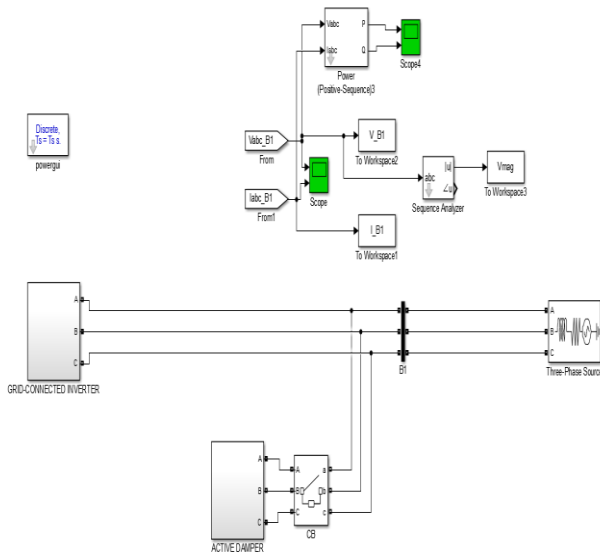 Vabc
P
Iabc
Q
Scope4
Power
(Positive-Sequence)3
Discrete,
Ts = Ts s.
powergui
Vabc_B1
From
V_B1
To Workspace2
|u|
abc
∠u
Sequence Analyzer
Vmag
To Workspace3
Iabc_B1
From1
Scope
I_B1
To Workspace1
A
B
C
GRID-CONNECTED INVERTER
B1
A
B
C
Three-Phase Source
A
B
C
ACTIVE DAMPER
A
B
C
a
b
c
CB